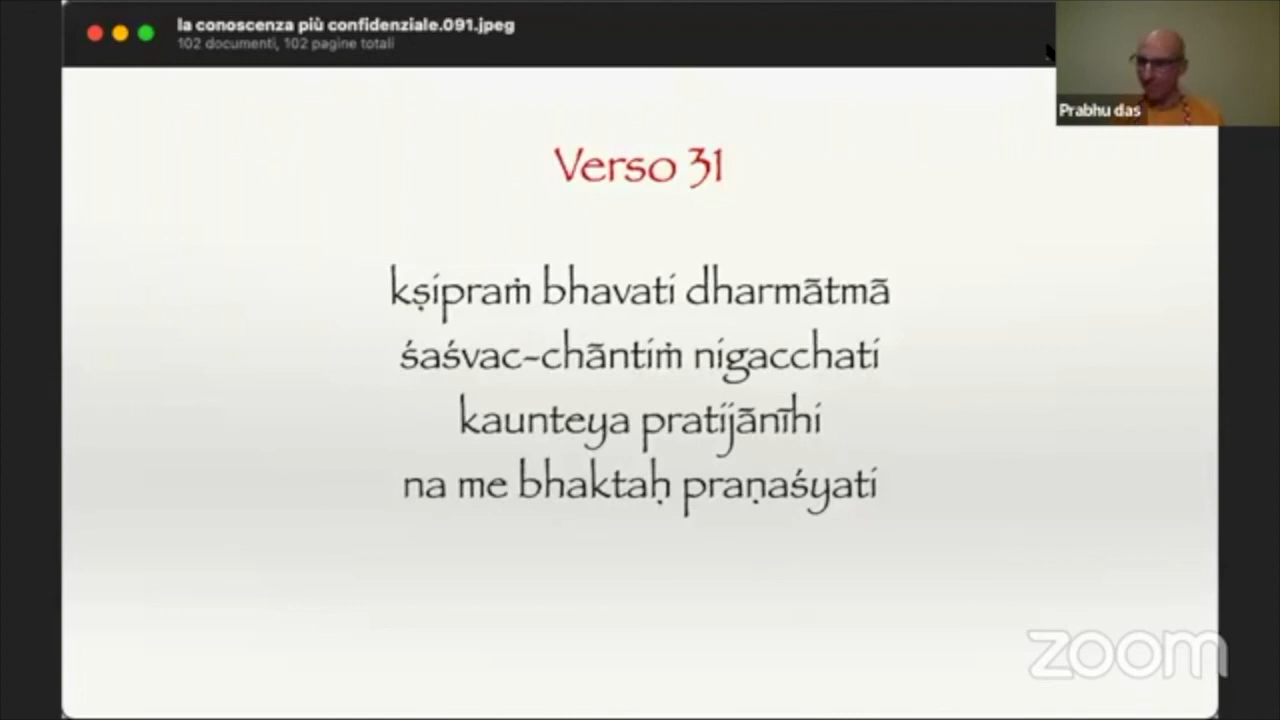 la conoscenza più confidenziale.091.jpeg
102 documenti, 102 pagine totali
Prabhu das
Verso 31
kṣipraṁ bhavati dharmātmā
śaśvac-chāntiṁ nigacchati
kaunteya pratijānīhi
na me bhaktaḥ praṇaśyati
zoom